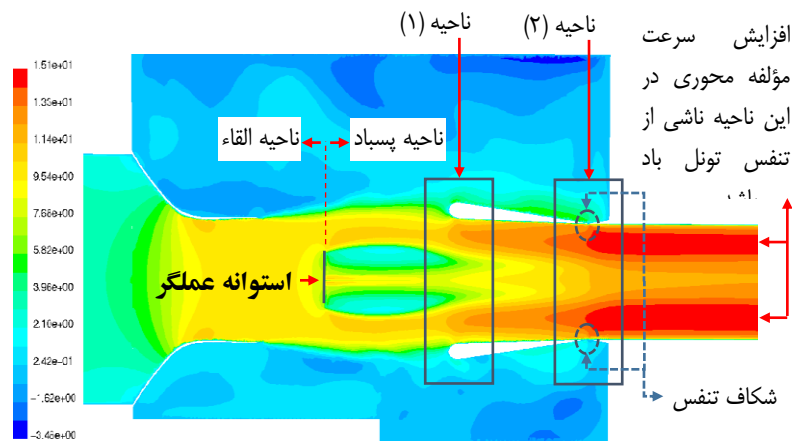 ناحیه (۱)
ناحیه (۲)
افزایش سرعت
مؤلفه محوری در
این ناحیه ناشی از
تنفس تونل باد
ناحیه القاء
ناحیه پسباد
استوانه عملگر
شکاف تنفس
1.51e+01
1.35e+01
1.14e+01
9.54e+00
7.68e+00
5.82e+00
3.96e+00
2.10e+00
2.42e-01
-1.62e+00
-3.48e+00